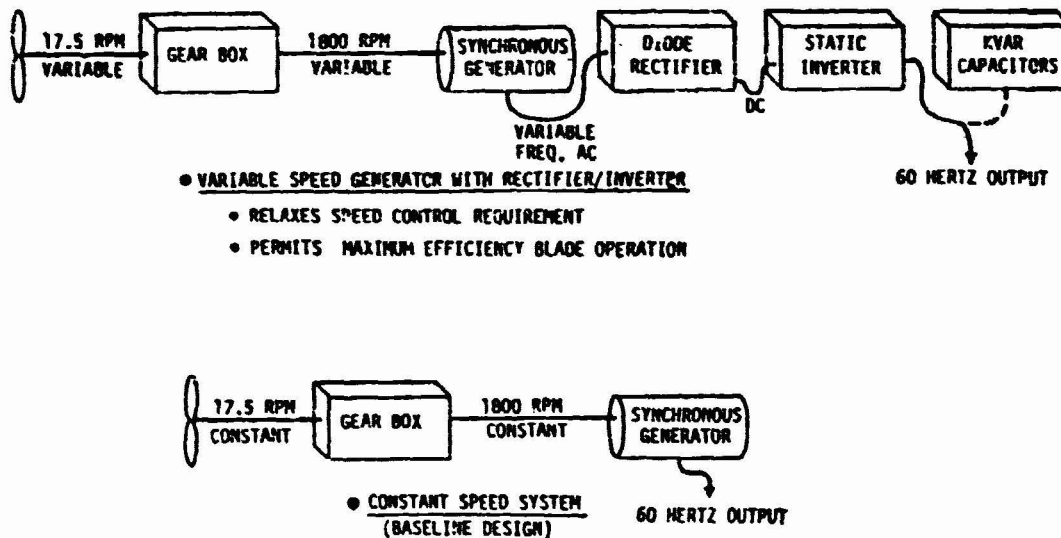 17.5 RPM
VARIABLE
GEAR BOX
1800 RPM
VARIABLE
SYNCHRONOUS
GENERATOR
DIODE
RECTIFIER
STATIC
INVERTER
KVAR
CAPACITORS
DC
VARIABLE
FREQ. AC
60 HERTZ OUTPUT
• VARIABLE SPEED GENERATOR WITH RECTIFIER/INVERTER
• RELAXES SPEED CONTROL REQUIREMENT
• PERMITS MAXIMUM EFFICIENCY BLADE OPERATION
17.5 RPM
CONSTANT
GEAR BOX
1800 RPM
CONSTANT
SYNCHRONOUS
GENERATOR
• CONSTANT SPEED SYSTEM
(BASELINE DESIGN)
60 HERTZ OUTPUT